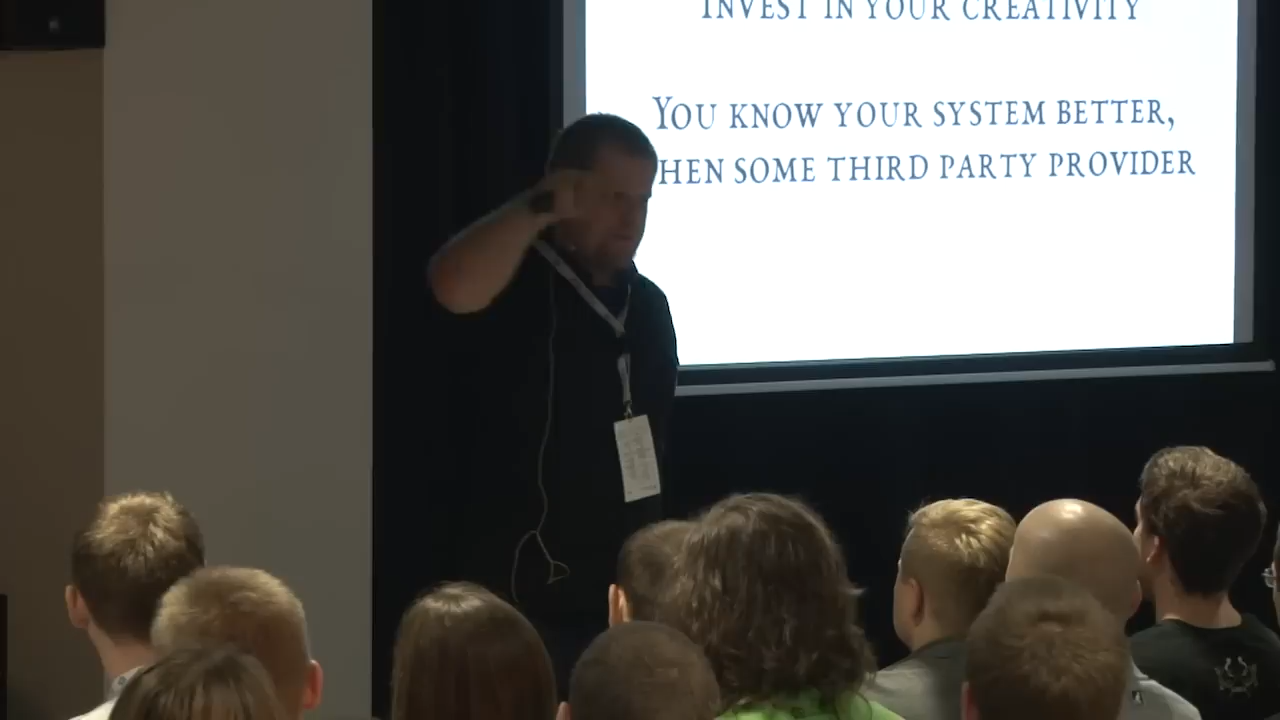 INVEST IN YOUR CREATIVITY
YOU KNOW YOUR SYSTEM BETTER,
HEN SOME THIRD PARTY PROVIDER